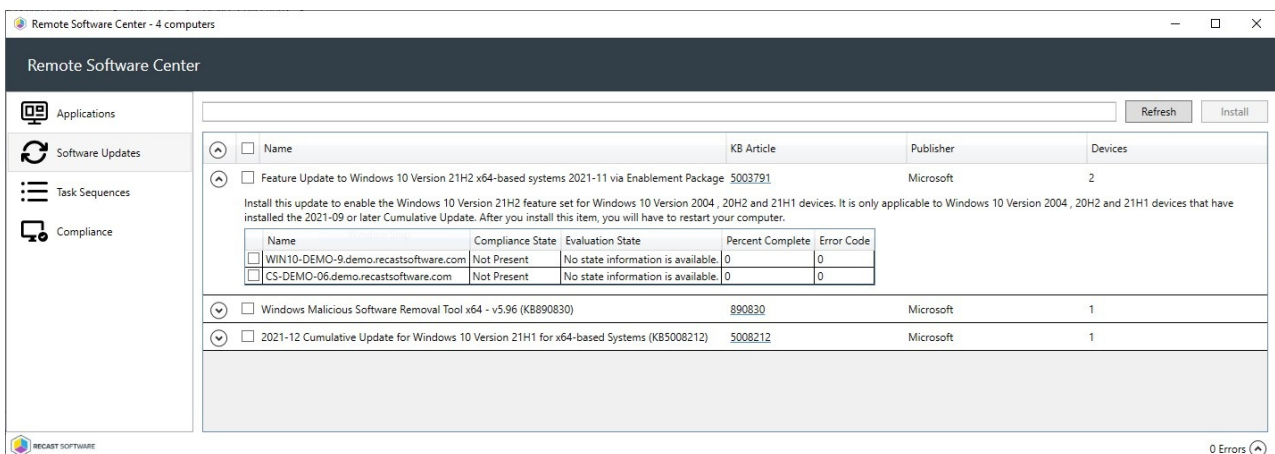 Remote Software Center - 4 computers
Remote Software Center
Applications
Software Updates
Task Sequences
Compliance
Refresh
Install
Name KB Article Publisher Devices
Feature Update to Windows 10 Version 21H2 x64-based systems 2021-11 via Enablement Package 5003791 Microsoft 2
Install this update to enable the Windows 10 Version 21H2 feature set for Windows 10 Version 2004 , 20H2 and 21H1 devices. It is only applicable to Windows 10 Version 2004 , 20H2 and 21H1 devices that have
installed the 2021-09 or later Cumulative Update. After you install this item, you will have to restart your computer.
Name Compliance State Evaluation State Percent Complete Error Code
WIN10-DEMO-9.demo.recastsoftware.com Not Present No state information is available. 0 0
CS-DEMO-06.demo.recastsoftware.com Not Present No state information is available. 0 0
Windows Malicious Software Removal Tool x64 - v5.96 (KB890830) 890830 Microsoft 1
2021-12 Cumulative Update for Windows 10 Version 21H1 for x64-based Systems (KB5008212) 5008212 Microsoft 1
RECAST SOFTWARE
0 Errors